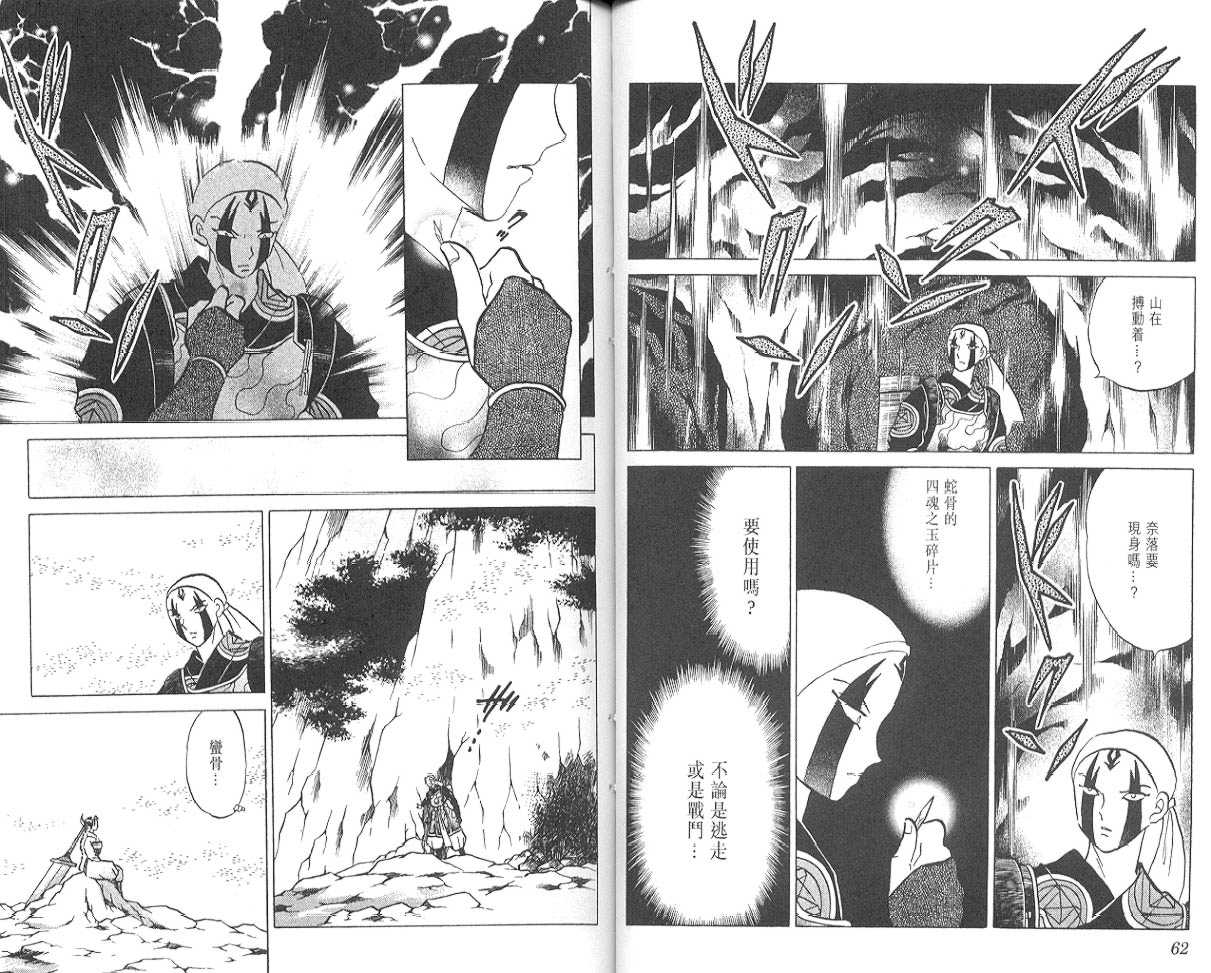 山在
搏動着…?
奈落要
現身嗎…?
蛇骨的
四魂之玉碎片…
要使用嗎?
不論是逃走
或是戰鬥…
62
蠻骨…